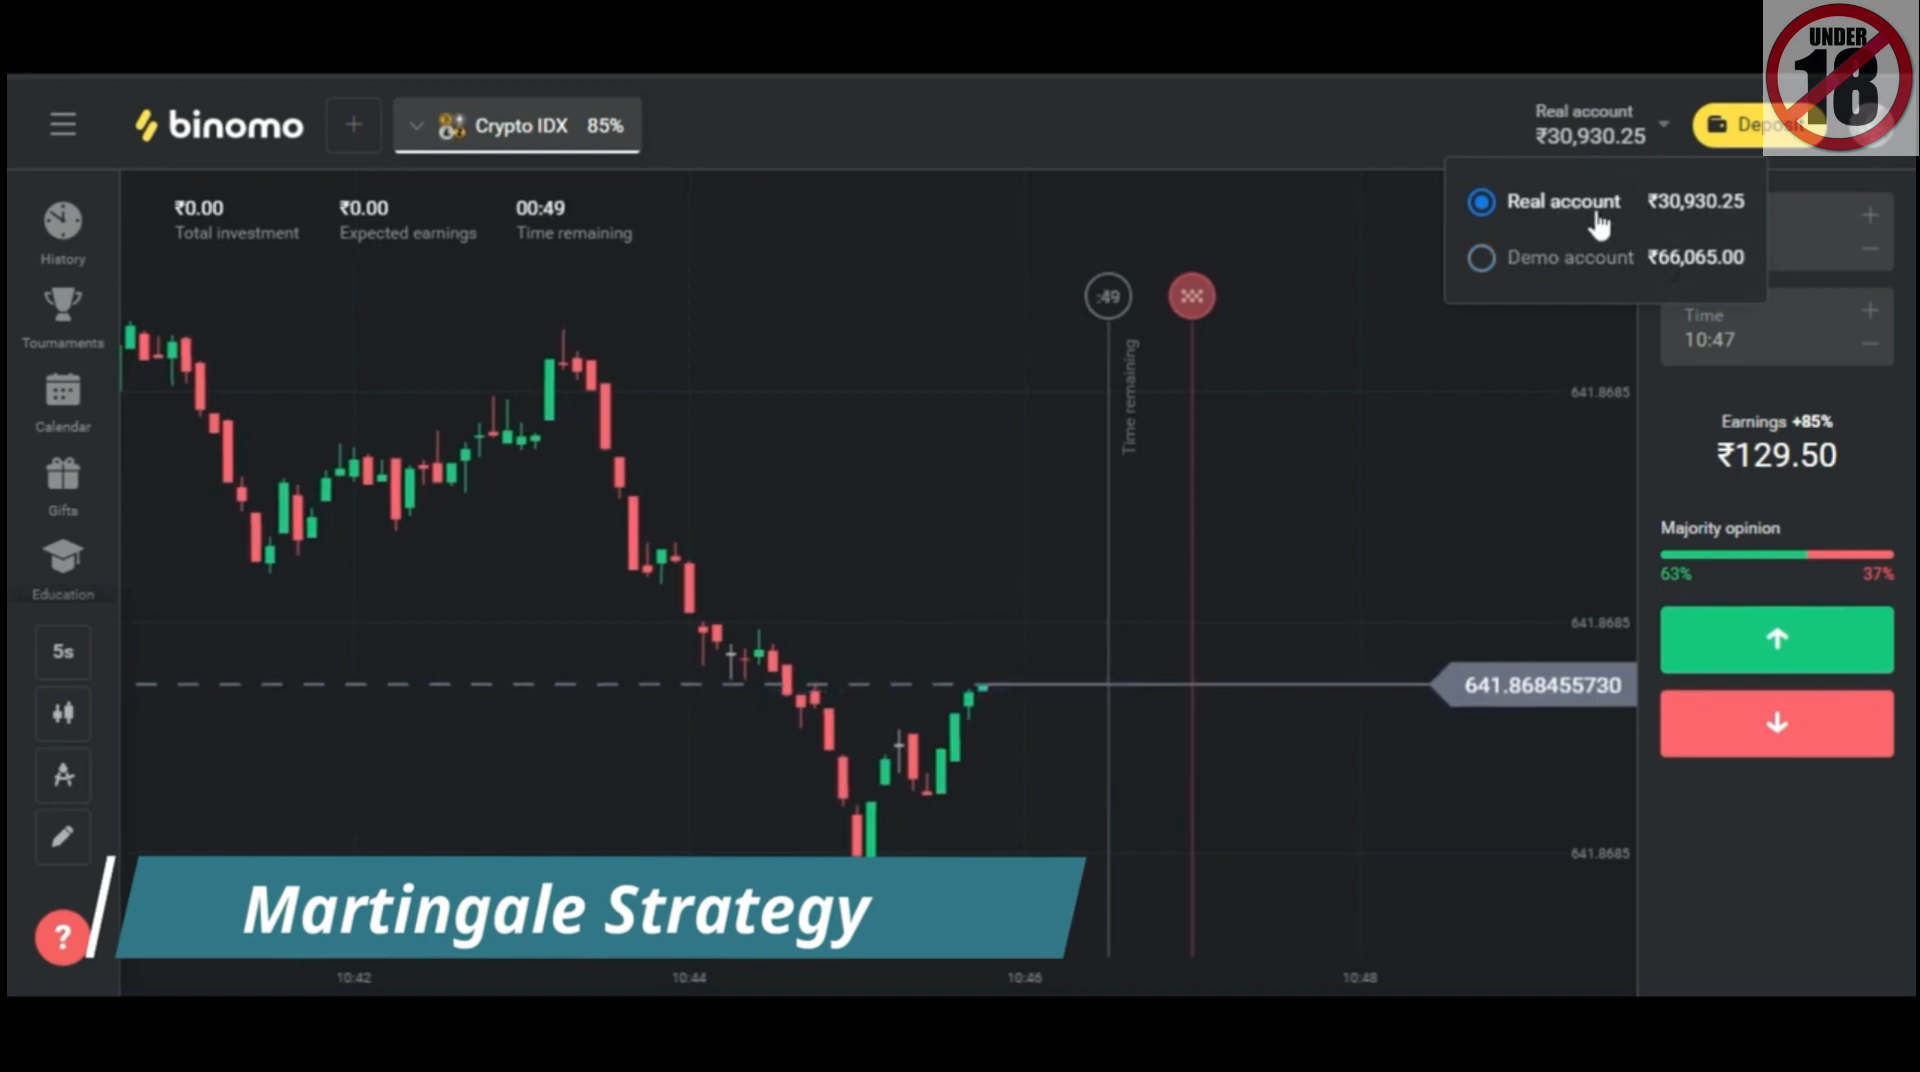 UNDER
18
binomo
Crypto IDX 85%
Real account
₹30,930.25
₹0.00
Total investment
₹0.00
Expected earnings
00:49
Time remaining
Real account ₹30,930.25
Demo account ₹66,065.00
History
Tournaments
Calendar
Gifts
Education
5s
:49
Time remaining
641.8685
641.8685
641.868455730
641.8685
Time
10:47
Earnings +85%
₹129.50
Majority opinion
63% 37%
Martingale Strategy
?
10:42
10:44
10:46
10:48